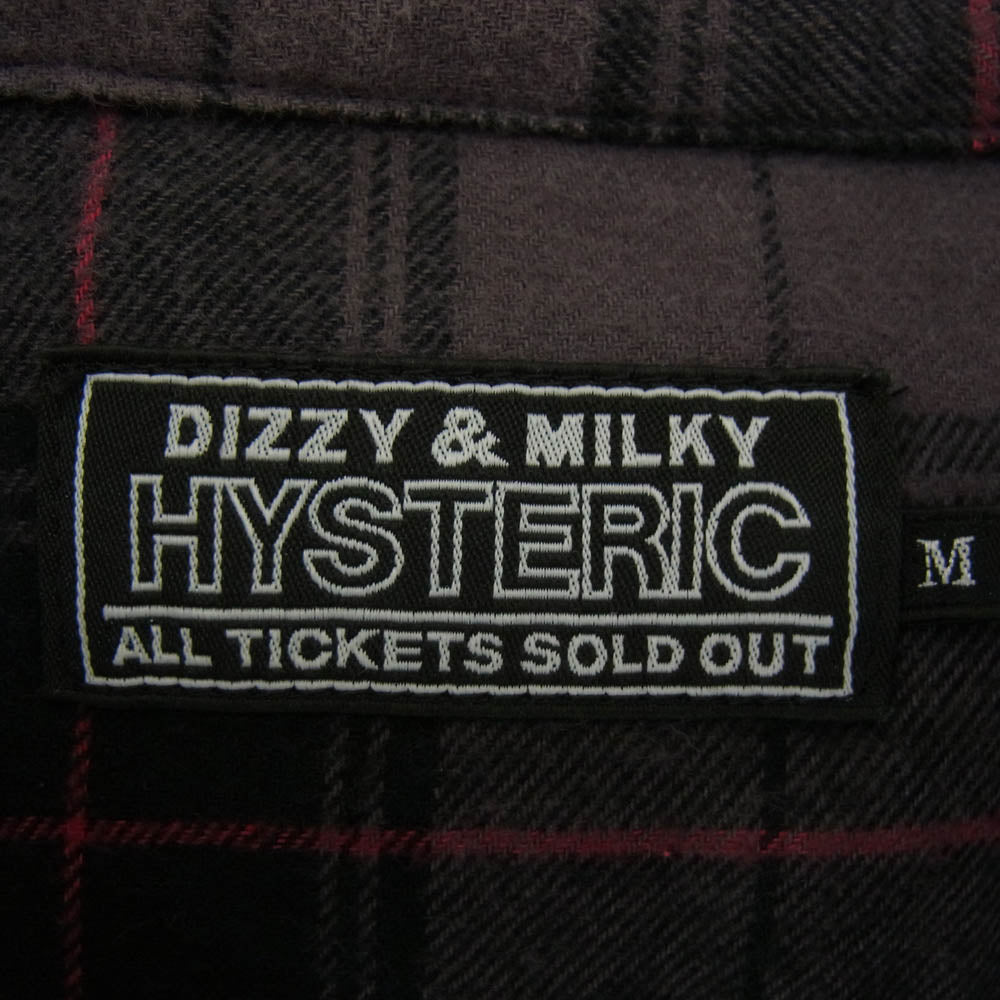 DIZZY & MILKY
HYSTERIC
ALL TICKETS SOLD OUT
M